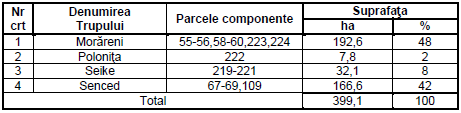 Nr crt Denumirea Trupului Parcele componente Suprafaţa
ha %
1 Morăreni 55-56,58-60,223,224 192,6 48
2 Poloniţa 222 7,8 2
3 Seike 219-221 32,1 8
4 Senced 67-69,109 166,6 42
Total 399,1 100